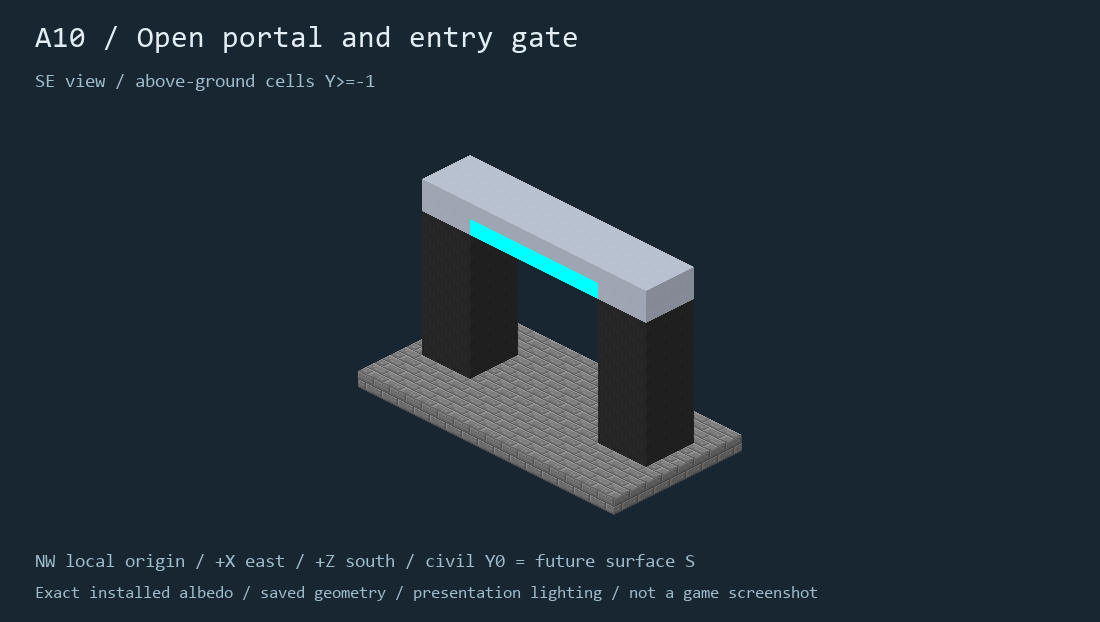 A10 / Open portal and entry gate
SE view / above-ground cells Y>=-1
NW local origin / +X east / +Z south / civil Y0 = future surface S
Exact installed albedo / saved geometry / presentation lighting / not a game screenshot